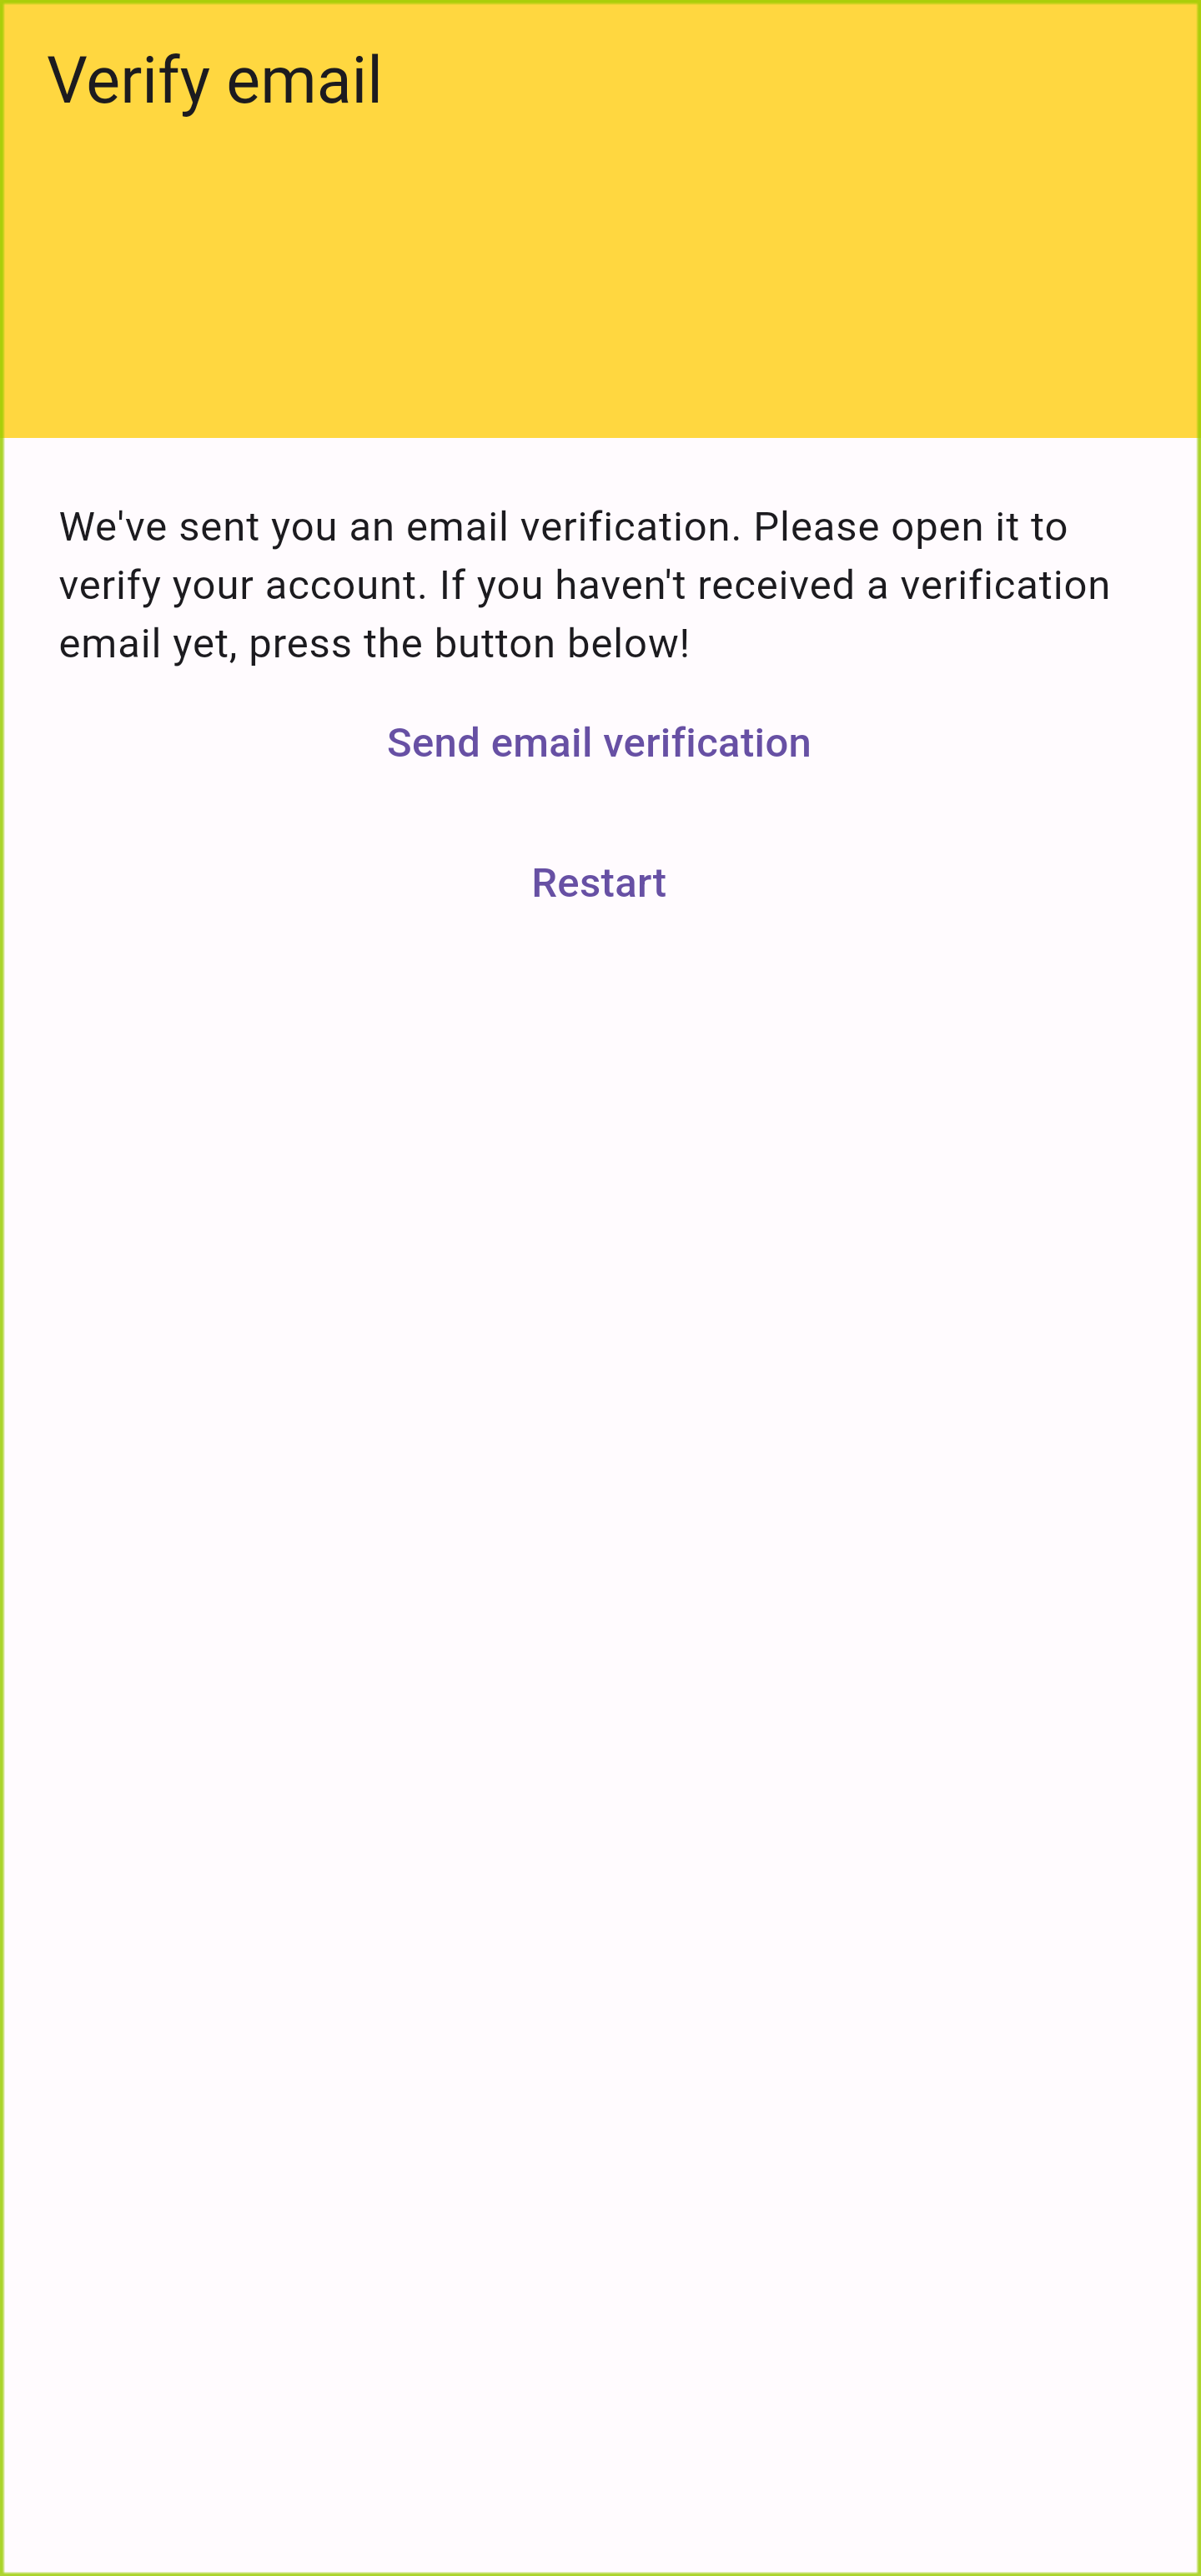 Verify email
We've sent you an email verification. Please open it to
verify your account. If you haven't received a verification
email yet, press the button below!
Send email verification
Restart